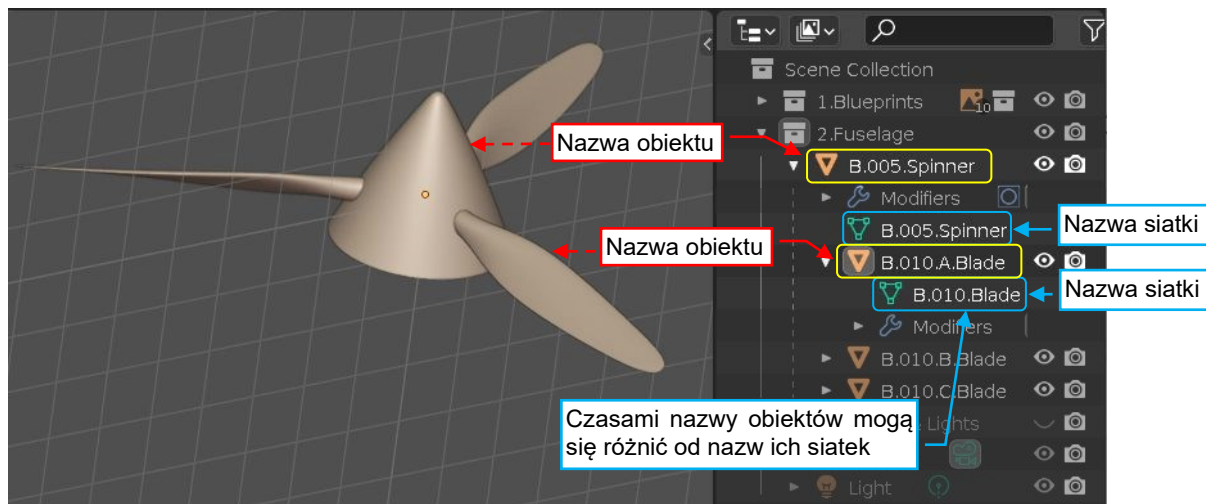 Scene Collection
1.Blueprints 10
2.Fuselage
Nazwa obiektu
B.005.Spinner
Modifiers
B.005.Spinner
Nazwa siatki
Nazwa obiektu
B.010.A.Blade
B.010.Blade
Nazwa siatki
Modifiers
B.010.B.Blade
B.010.C.Blade
Czasami nazwy obiektów mogą
się różnić od nazw ich siatek
Lights
Light